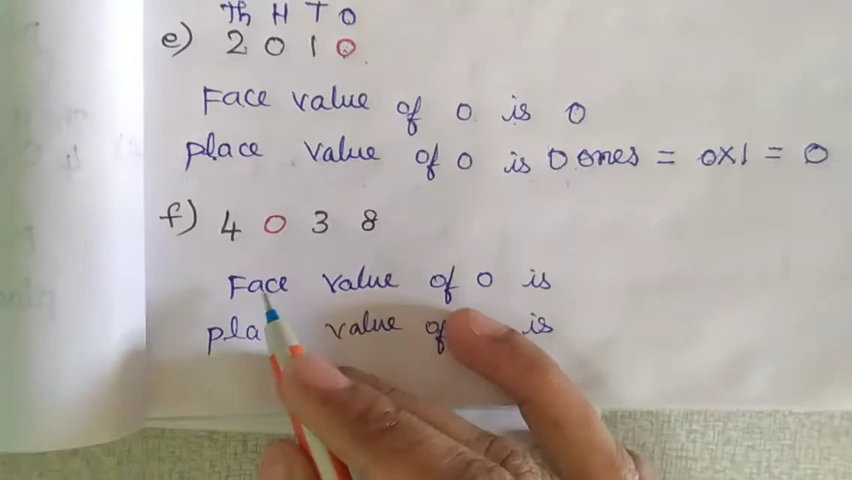 Th H T O
e) 2 0 1 0
Face value of 0 is 0
place value of 0 is 0 ones = 0x1 = 0
f) 4 0 3 8
Face value of 0 is
value is